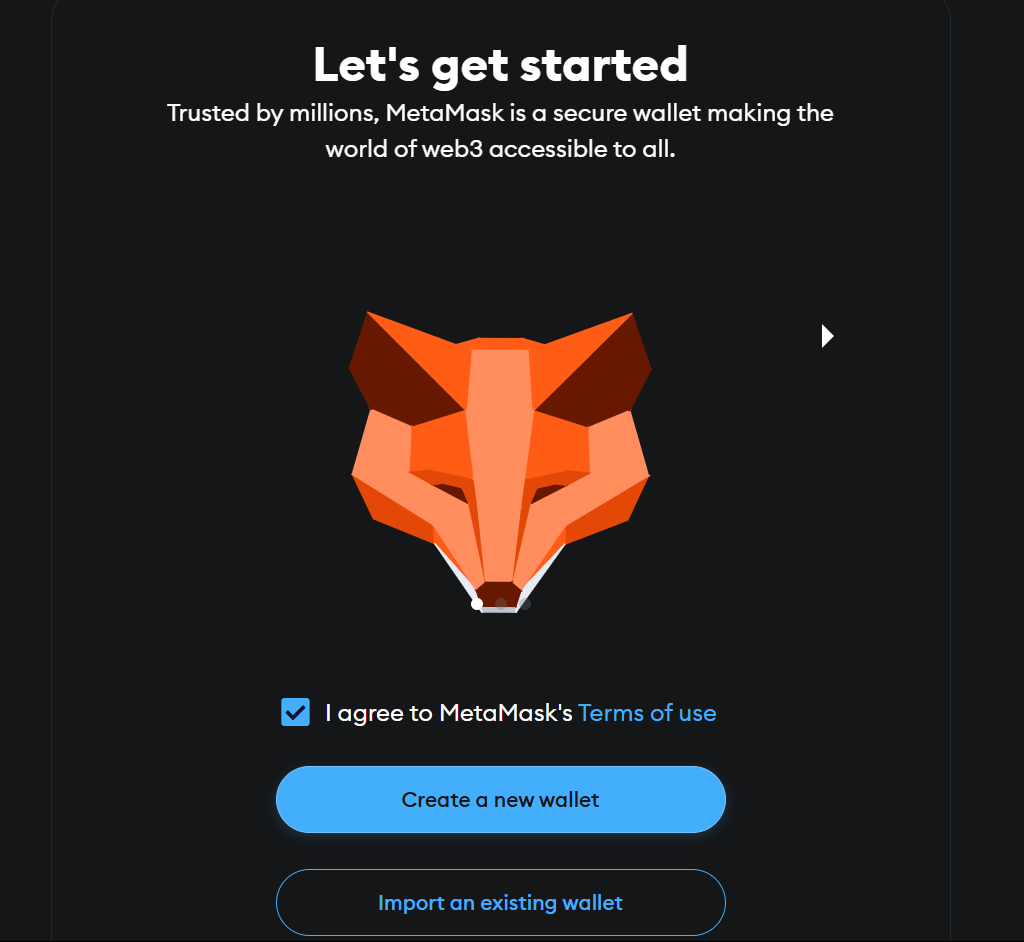 Let's get started
Trusted by millions, MetaMask is a secure wallet making the
world of web3 accessible to all.
I agree to MetaMask's Terms of use
Create a new wallet
Import an existing wallet